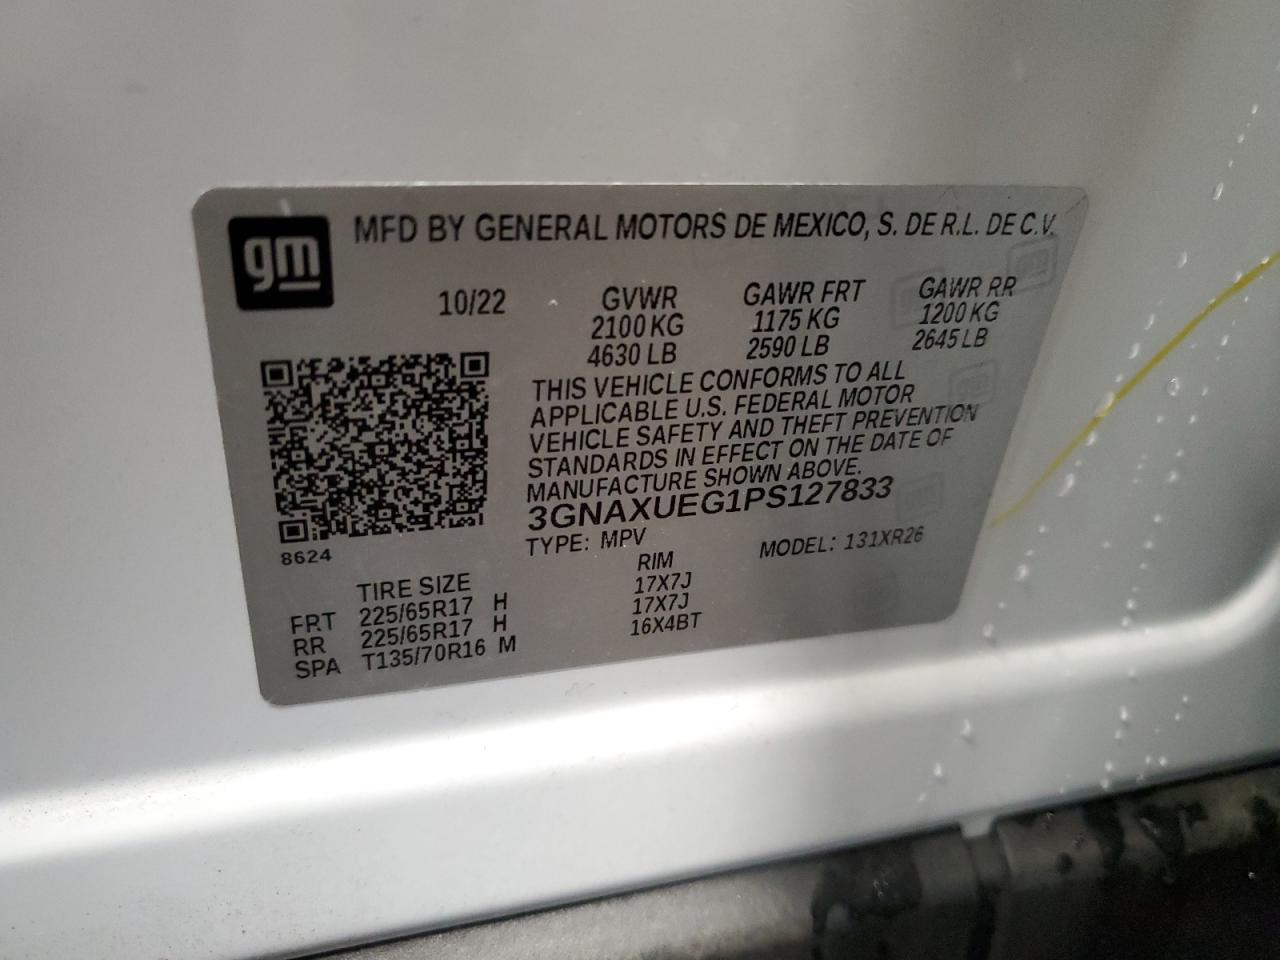 gm
MFD BY GENERAL MOTORS DE MEXICO, S. DE R.L. DE C.V.
10/22 GVWR GAWR FRT GAWR RR
2100 KG 1175 KG 1200 KG
4630 LB 2590 LB 2645 LB
THIS VEHICLE CONFORMS TO ALL
APPLICABLE U.S. FEDERAL MOTOR
VEHICLE SAFETY AND THEFT PREVENTION
STANDARDS IN EFFECT ON THE DATE OF
MANUFACTURE SHOWN ABOVE.
3GNAXUEG1PS127833
8624
TYPE: MPV MODEL: 131XR26
TIRE SIZE RIM
FRT 225/65R17 H 17X7J
RR 225/65R17 H 17X7J
SPA T135/70R16 M 16X4BT